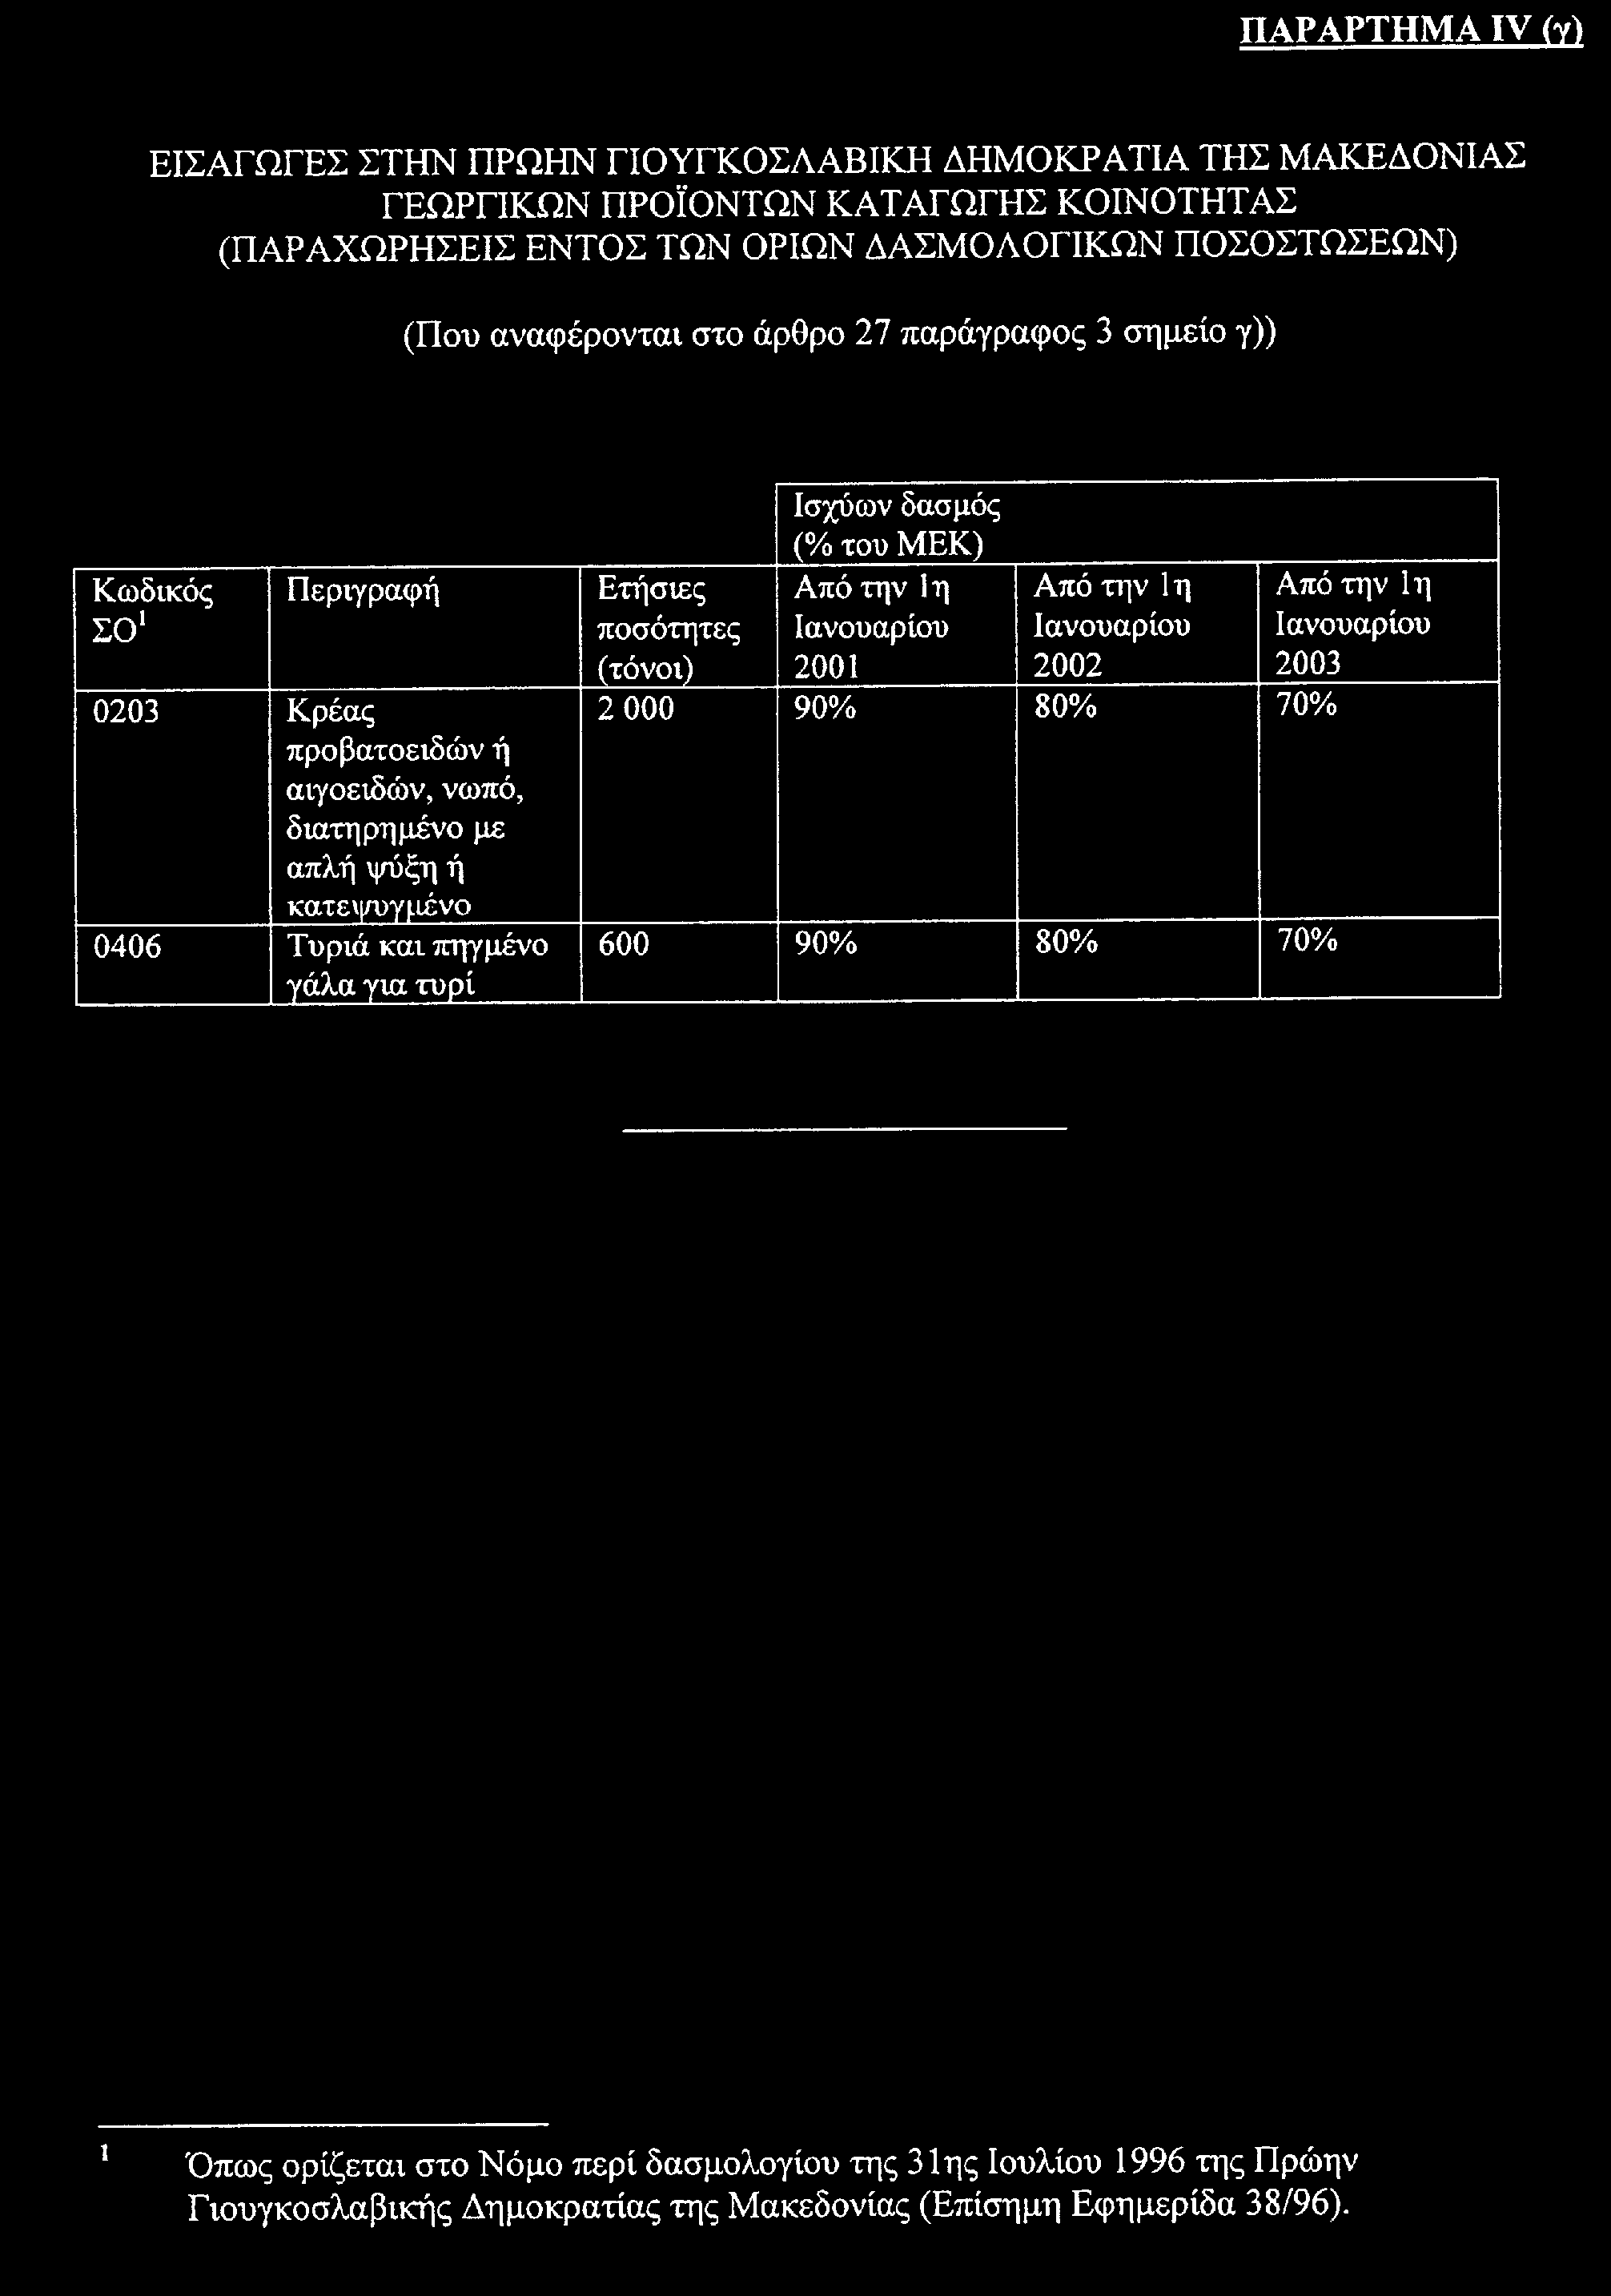 ΠΑΡΑΡΤΗΜΑ IV (γ)
ΕΙΣΑΓΩΓΕΣ ΣΤΗΝ ΠΡΩΗΝ ΓΙΟΥΓΚΟΣΛΑΒΙΚΗ ΔΗΜΟΚΡΑΤΙΑ ΤΗΣ ΜΑΚΕΔΟΝΙΑΣ
ΓΕΩΡΓΙΚΩΝ ΠΡΟΪΟΝΤΩΝ ΚΑΤΑΓΩΓΗΣ ΚΟΙΝΟΤΗΤΑΣ
(ΠΑΡΑΧΩΡΗΣΕΙΣ ΕΝΤΟΣ ΤΩΝ ΟΡΙΩΝ ΔΑΣΜΟΛΟΓΙΚΩΝ ΠΟΣΟΣΤΩΣΕΩΝ)
(Που αναφέρονται στο άρθρο 27 παράγραφος 3 σημείο γ))
Ισχύων δασμός
(% του ΜΕΚ)
Κωδικός Περιγραφή Ετήσιες Από την 1η Από την 1η Από την 1η
ΣΟ¹ ποσότητες Ιανουαρίου Ιανουαρίου Ιανουαρίου
(τόνοι) 2001 2002 2003
0203 Κρέας 2 000 90% 80% 70%
προβατοειδών ή
αιγοειδών, νωπό,
διατηρημένο με
απλή ψύξη ή
κατεψυγμένο
0406 Τυριά και πηγμένο 600 90% 80% 70%
γάλα για τυρί
¹ Όπως ορίζεται στο Νόμο περί δασμολογίου της 31ης Ιουλίου 1996 της Πρώην
Γιουγκοσλαβικής Δημοκρατίας της Μακεδονίας (Επίσημη Εφημερίδα 38/96).